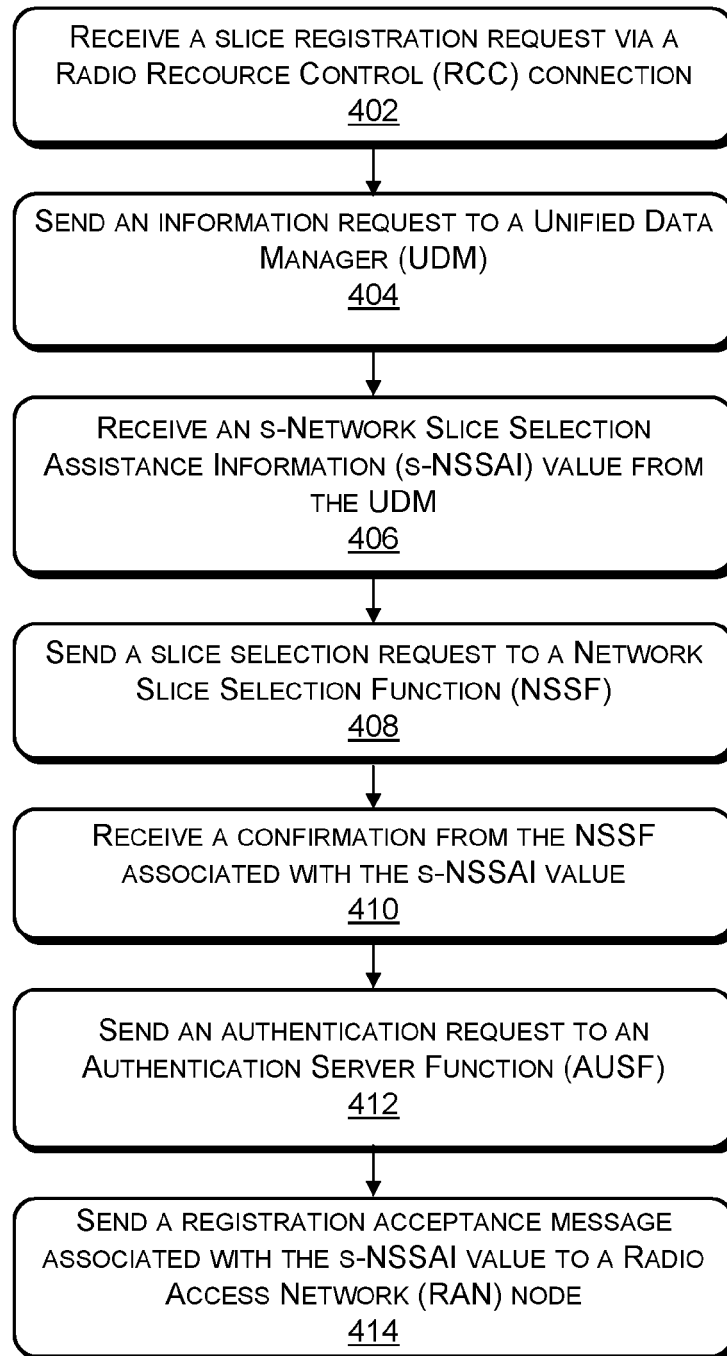 RECEIVE A SLICE REGISTRATION REQUEST VIA A
RADIO RECOURCE CONTROL (RCC) CONNECTION
402
SEND AN INFORMATION REQUEST TO A UNIFIED DATA
MANAGER (UDM)
404
RECEIVE AN S-NETWORK SLICE SELECTION
ASSISTANCE INFORMATION (S-NSSAI) VALUE FROM
THE UDM
406
SEND A SLICE SELECTION REQUEST TO A NETWORK
SLICE SELECTION FUNCTION (NSSF)
408
RECEIVE A CONFIRMATION FROM THE NSSF
ASSOCIATED WITH THE S-NSSAI VALUE
410
SEND AN AUTHENTICATION REQUEST TO AN
AUTHENTICATION SERVER FUNCTION (AUSF)
412
SEND A REGISTRATION ACCEPTANCE MESSAGE
ASSOCIATED WITH THE S-NSSAI VALUE TO A RADIO
ACCESS NETWORK (RAN) NODE
414